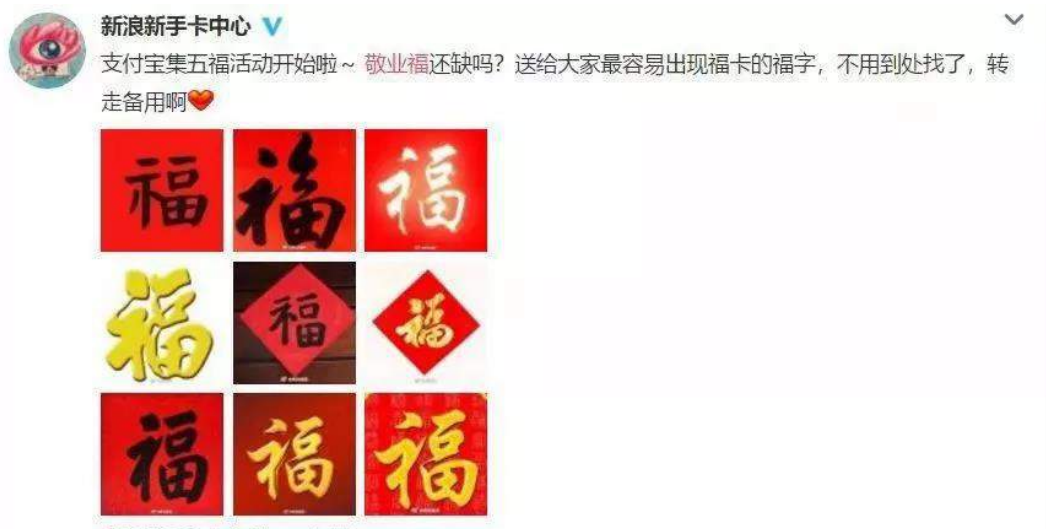 新浪新手卡中心
支付宝集五福活动开始啦~ 敬业福还缺吗？送给大家最容易出现福卡的福字，不用到处找了，转
走备用啊
福 福 福
福 福 福
福 福 福